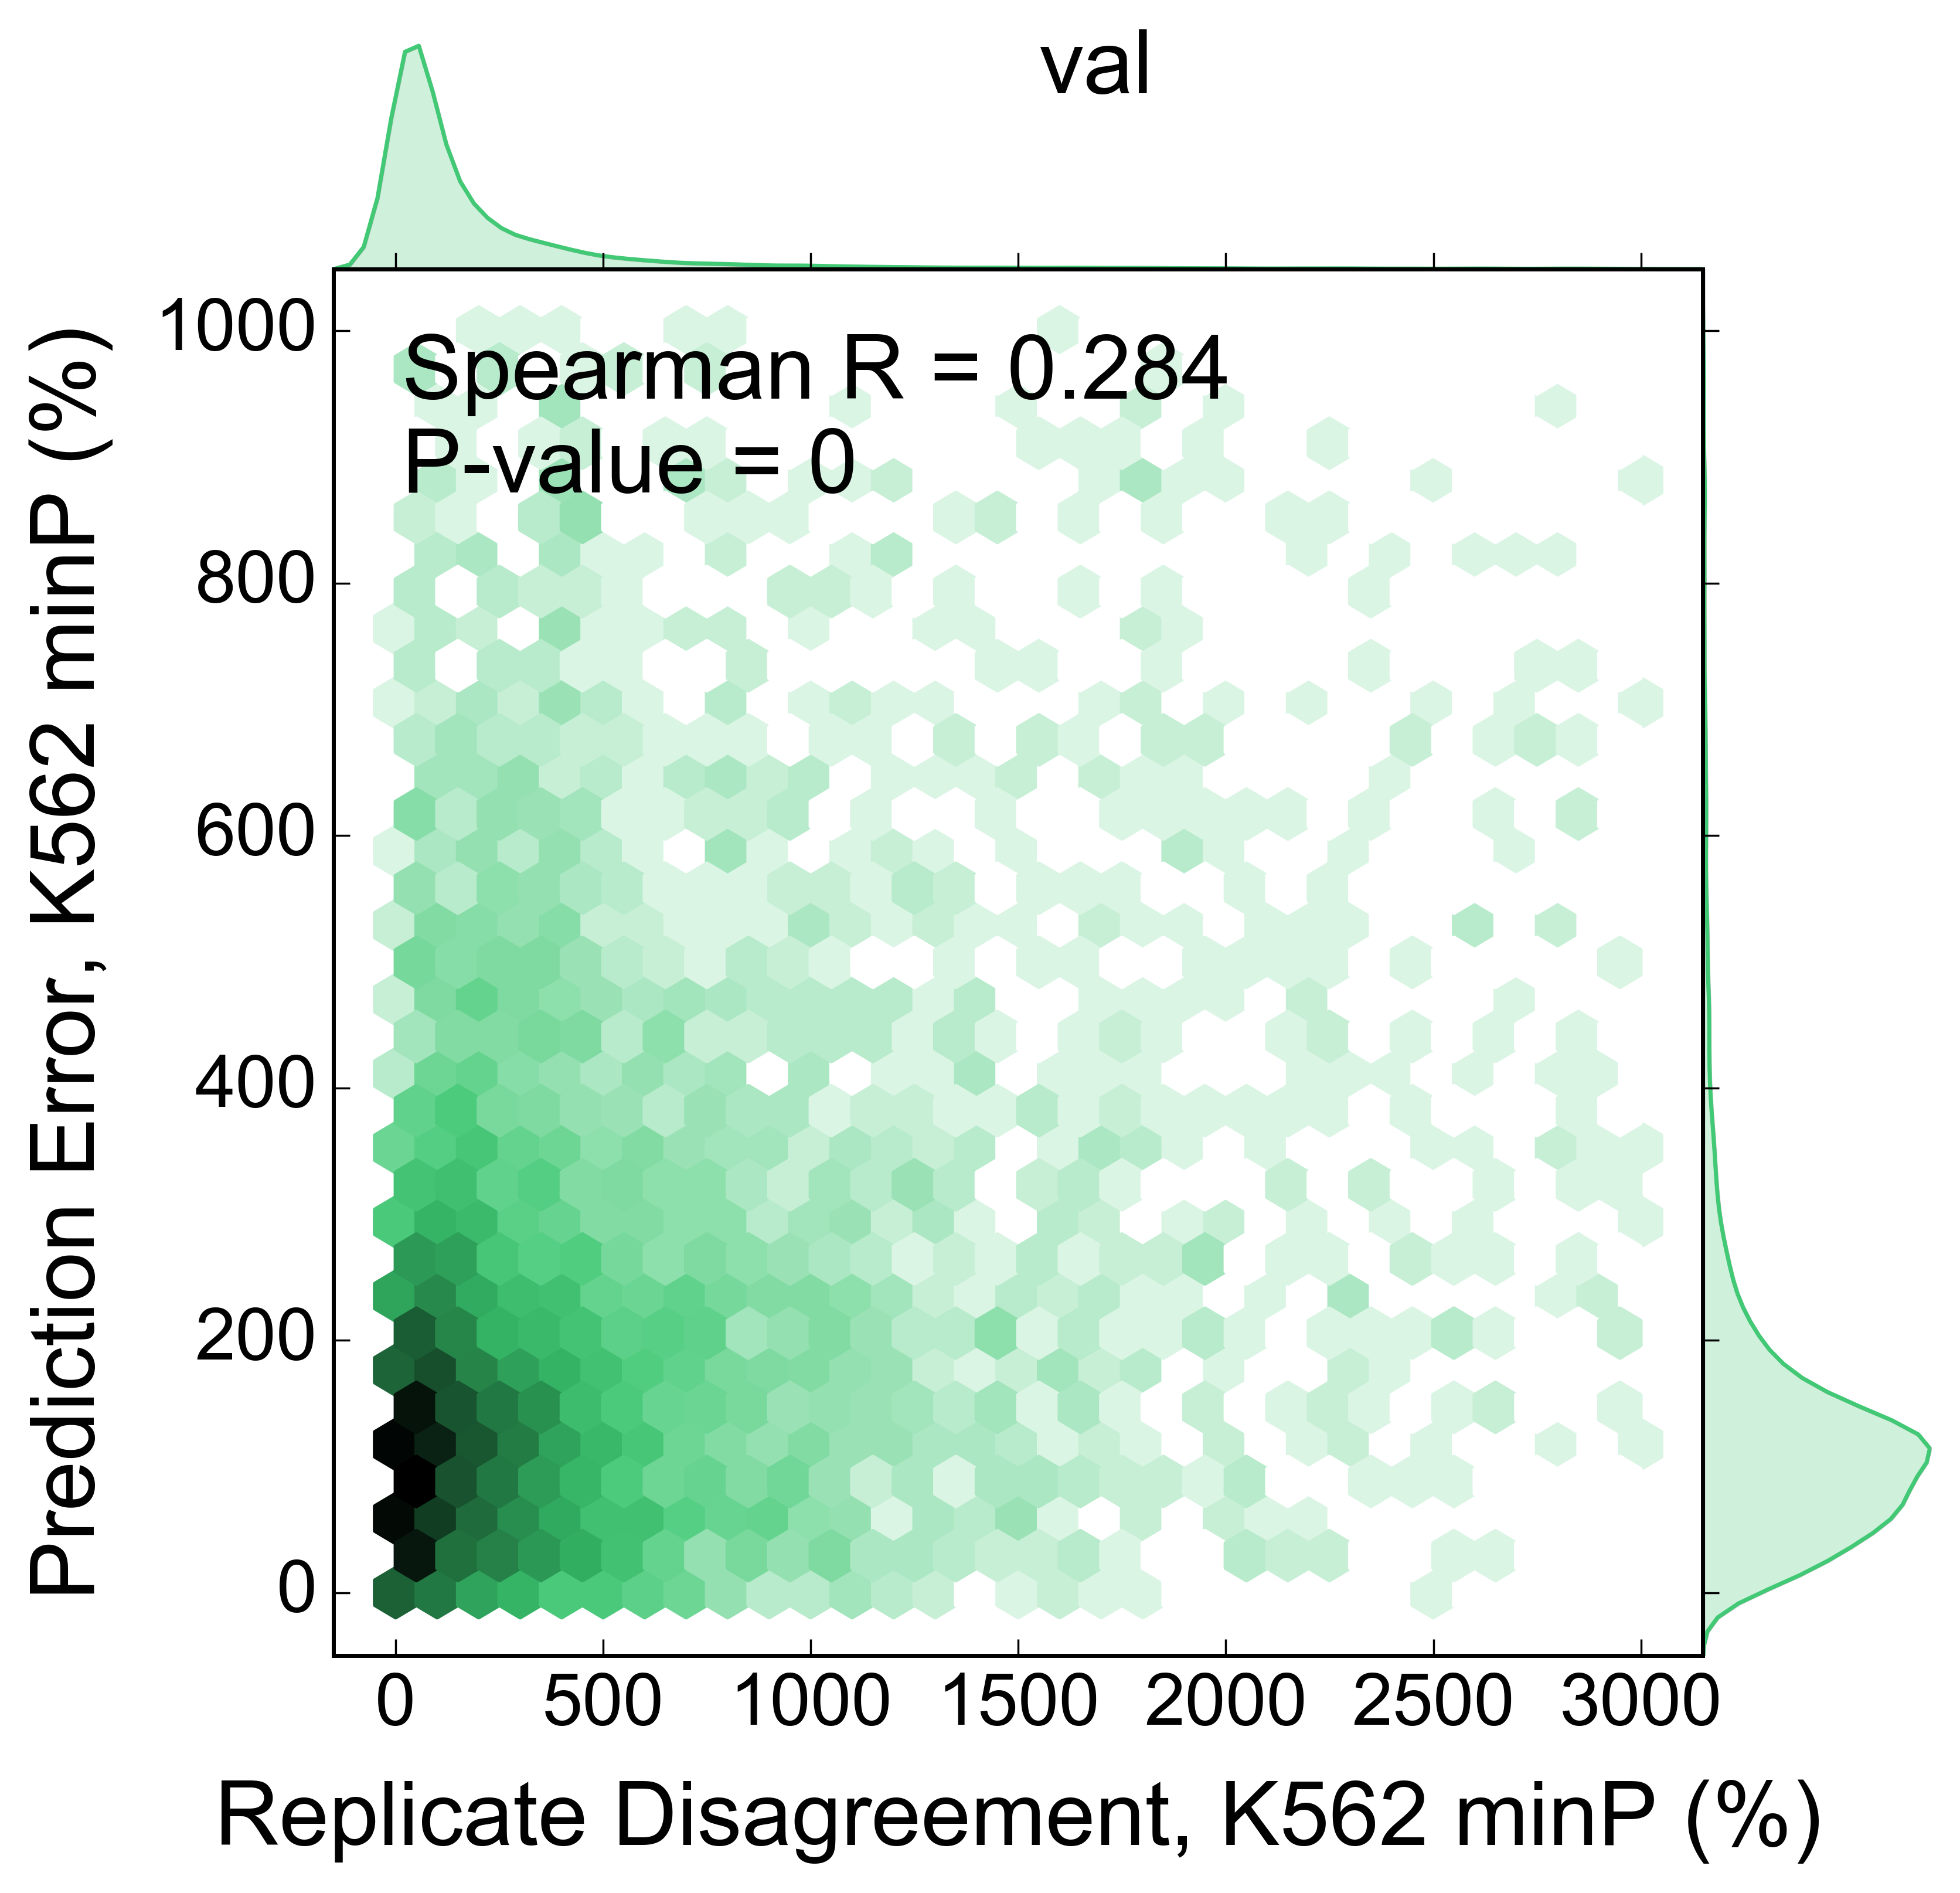 val
Spearman R = 0.284
P-value = 0
Prediction Error, K562 minP (%)
1000
800
600
400
200
0
0 500 1000 1500 2000 2500 3000
Replicate Disagreement, K562 minP (%)